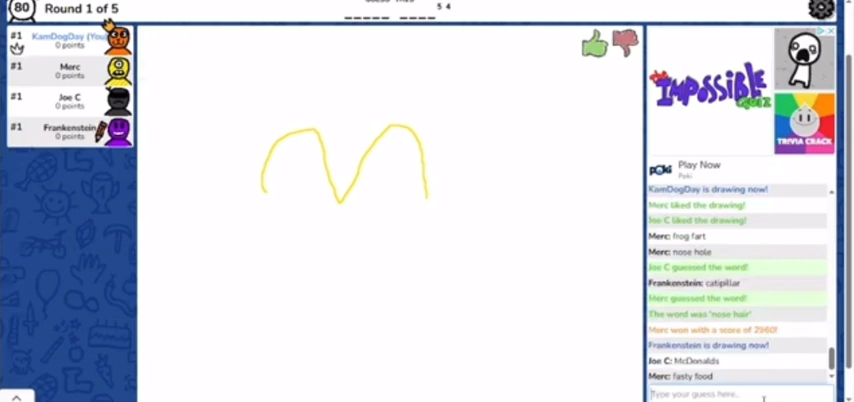 80 Round 1 of 5
_____ ____ 5 4
#1 KamDogDay (You)
0 points
#1 Merc
0 points
#1 Joe C
0 points
#1 Frankenstein
0 points
the IMPOSSIBLE QUIZ
TRIVIA CRACK
poki Play Now
Poki
KamDogDay is drawing now!
Merc liked the drawing!
Joe C liked the drawing!
Merc: frog fart
Merc: nose hole
Joe C guessed the word!
Frankenstein: catipillar
Merc guessed the word!
The word was 'nose hair'
Merc won with a score of 2960!
Frankenstein is drawing now!
Joe C: McDonalds
Merc: fasty food
Type your guess here..